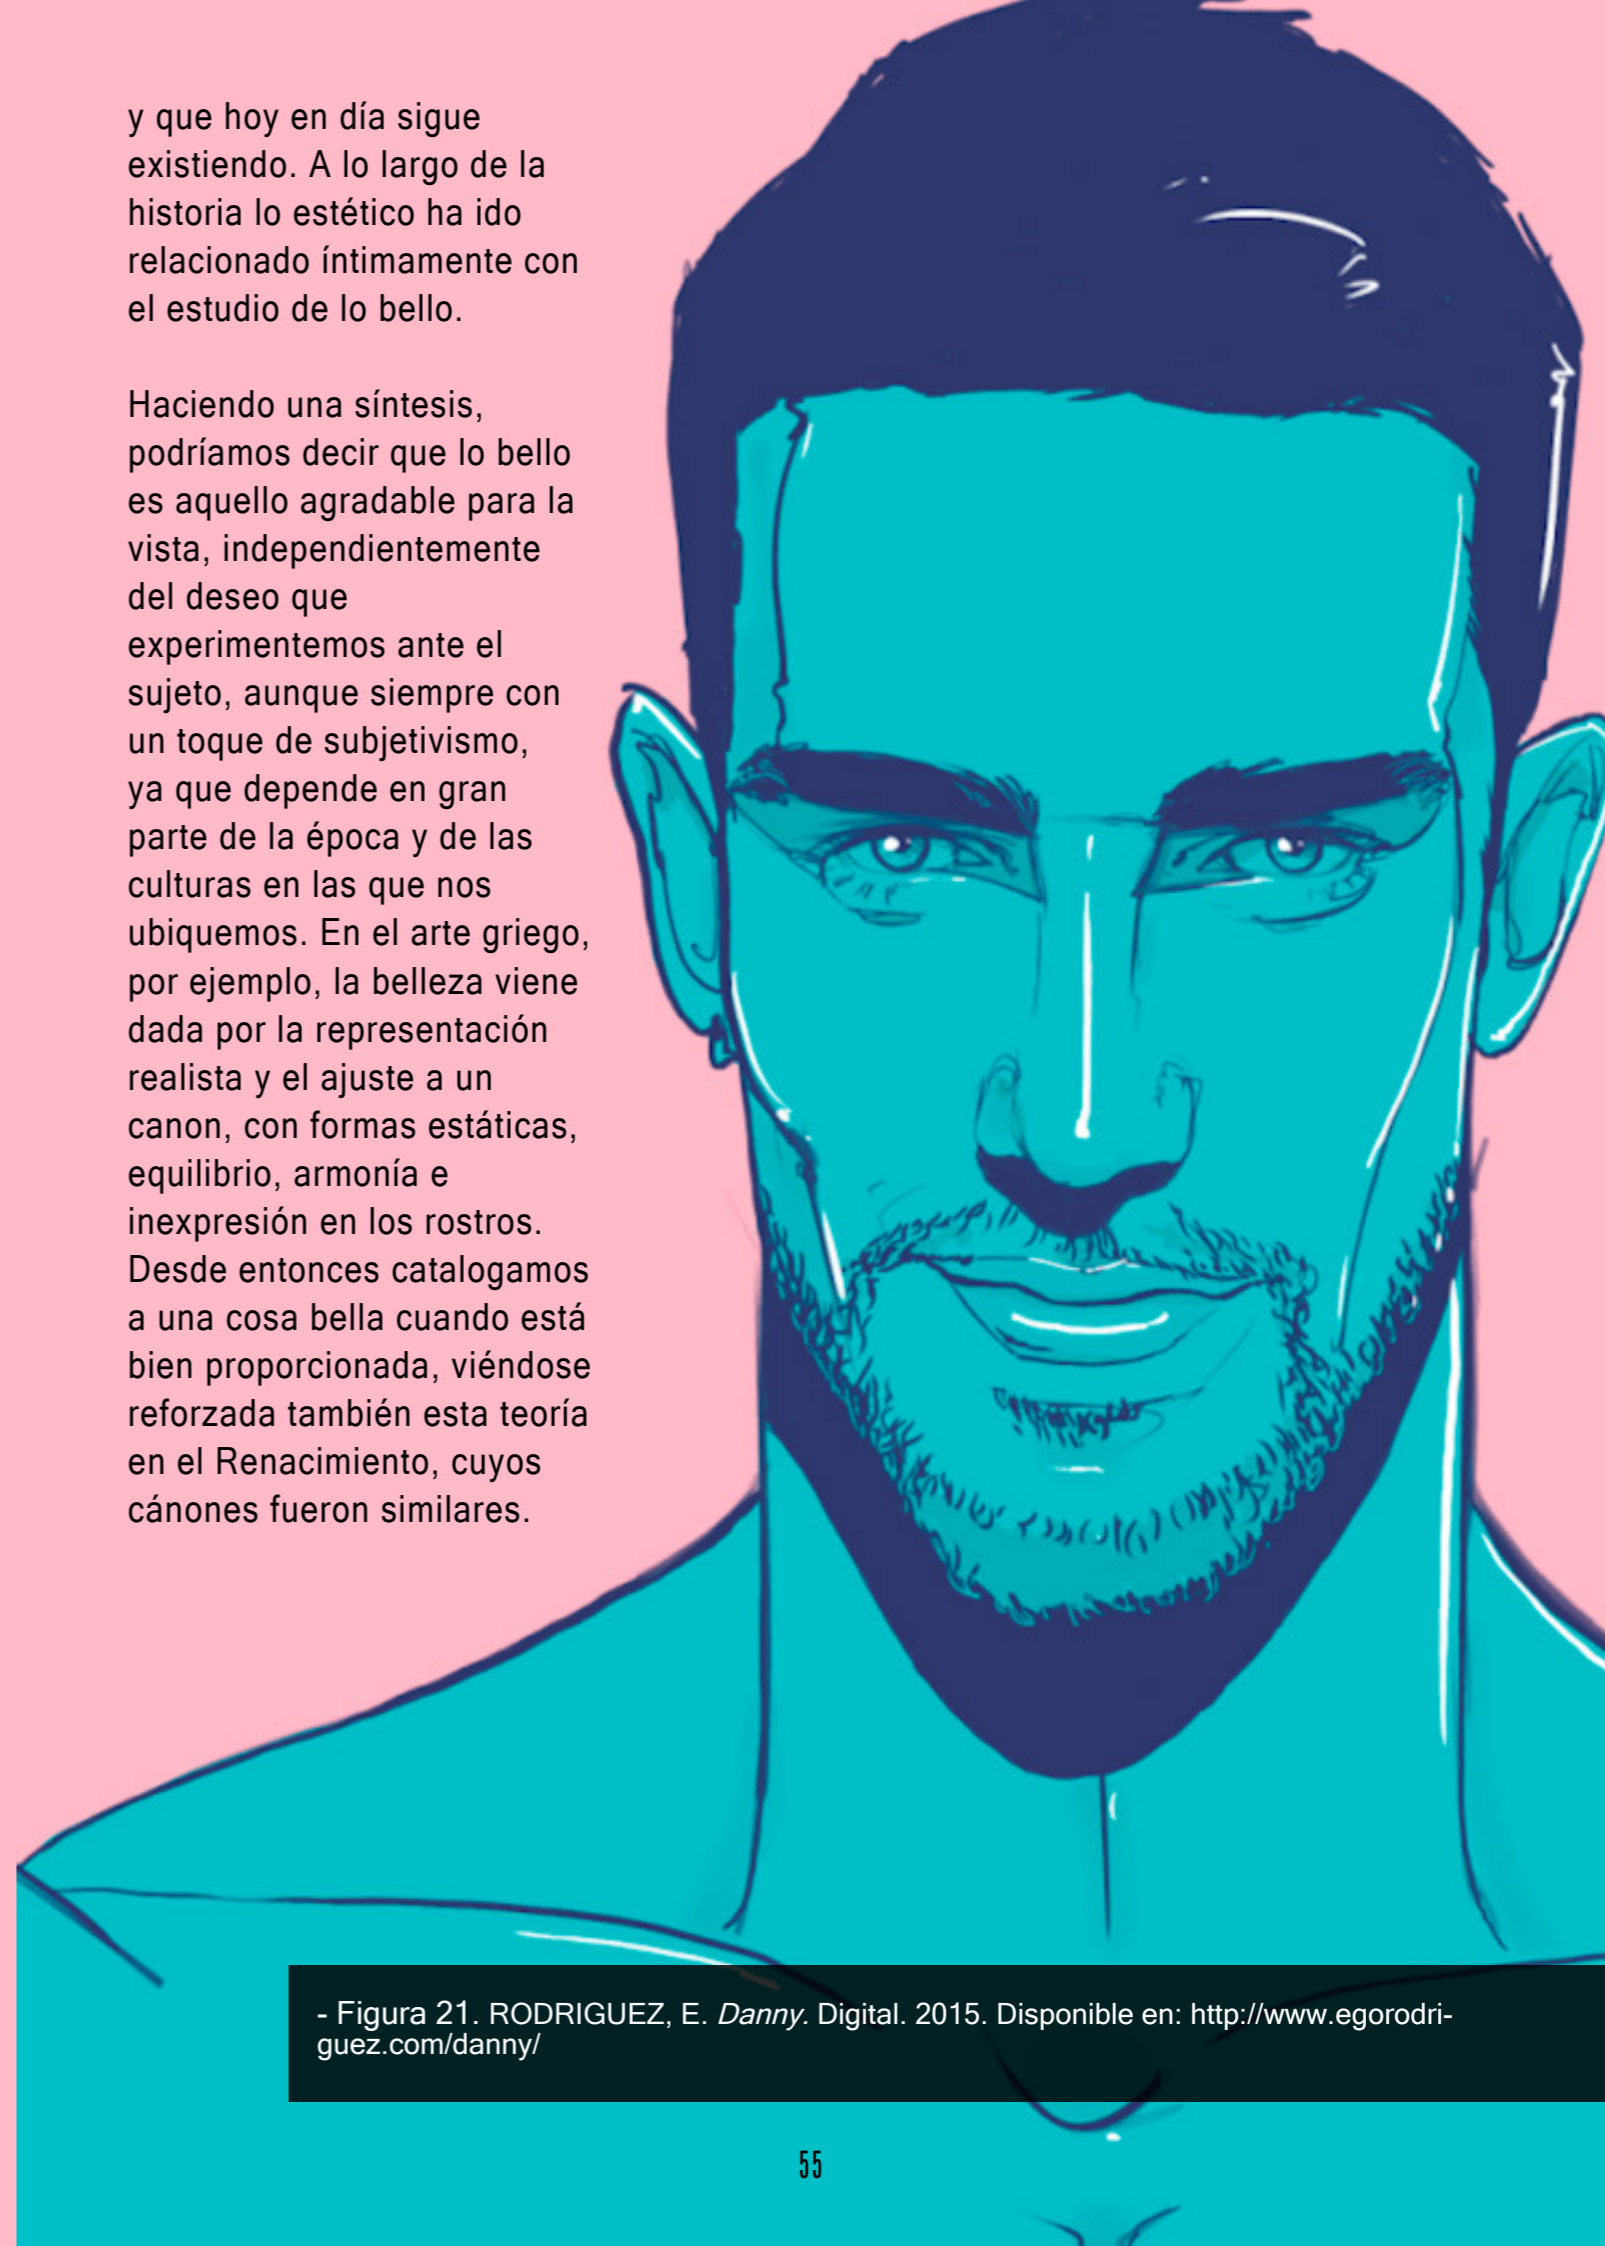 y que hoy en día sigue
existiendo. A lo largo de la
historia lo estético ha ido
relacionado íntimamente con
el estudio de lo bello.
Haciendo una síntesis,
podríamos decir que lo bello
es aquello agradable para la
vista, independientemente
del deseo que
experimentemos ante el
sujeto, aunque siempre con
un toque de subjetivismo,
ya que depende en gran
parte de la época y de las
culturas en las que nos
ubiquemos. En el arte griego,
por ejemplo, la belleza viene
dada por la representación
realista y el ajuste a un
canon, con formas estáticas,
equilibrio, armonía e
inexpresión en los rostros.
Desde entonces catalogamos
a una cosa bella cuando está
bien proporcionada, viéndose
reforzada también esta teoría
en el Renacimiento, cuyos
cánones fueron similares.
- Figura 21. RODRIGUEZ, E. Danny. Digital. 2015. Disponible en: http://www.egorodri-
guez.com/danny/
55